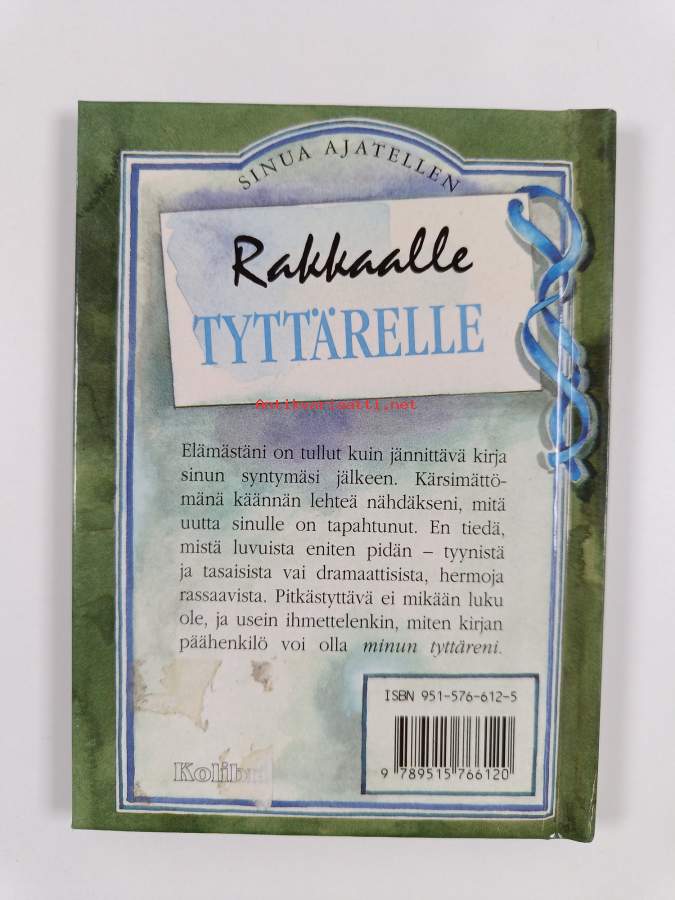 SINUA AJATELLEN
Rakkaalle
TYTTÄRELLE
Antikvariaatti.net
Elämästäni on tullut kuin jännittävä kirja
sinun syntymäsi jälkeen. Kärsimättö-
mänä käännän lehteä nähdäkseni, mitä
uutta sinulle on tapahtunut. En tiedä,
mistä luvuista eniten pidän – tyynistä
ja tasaisista vai dramaattisista, hermoja
rassaavista. Pitkästyttävä ei mikään luku
ole, ja usein ihmettelenkin, miten kirjan
päähenkilö voi olla minun tyttäreni.
ISBN 951-576-612-5
9 789515 766120